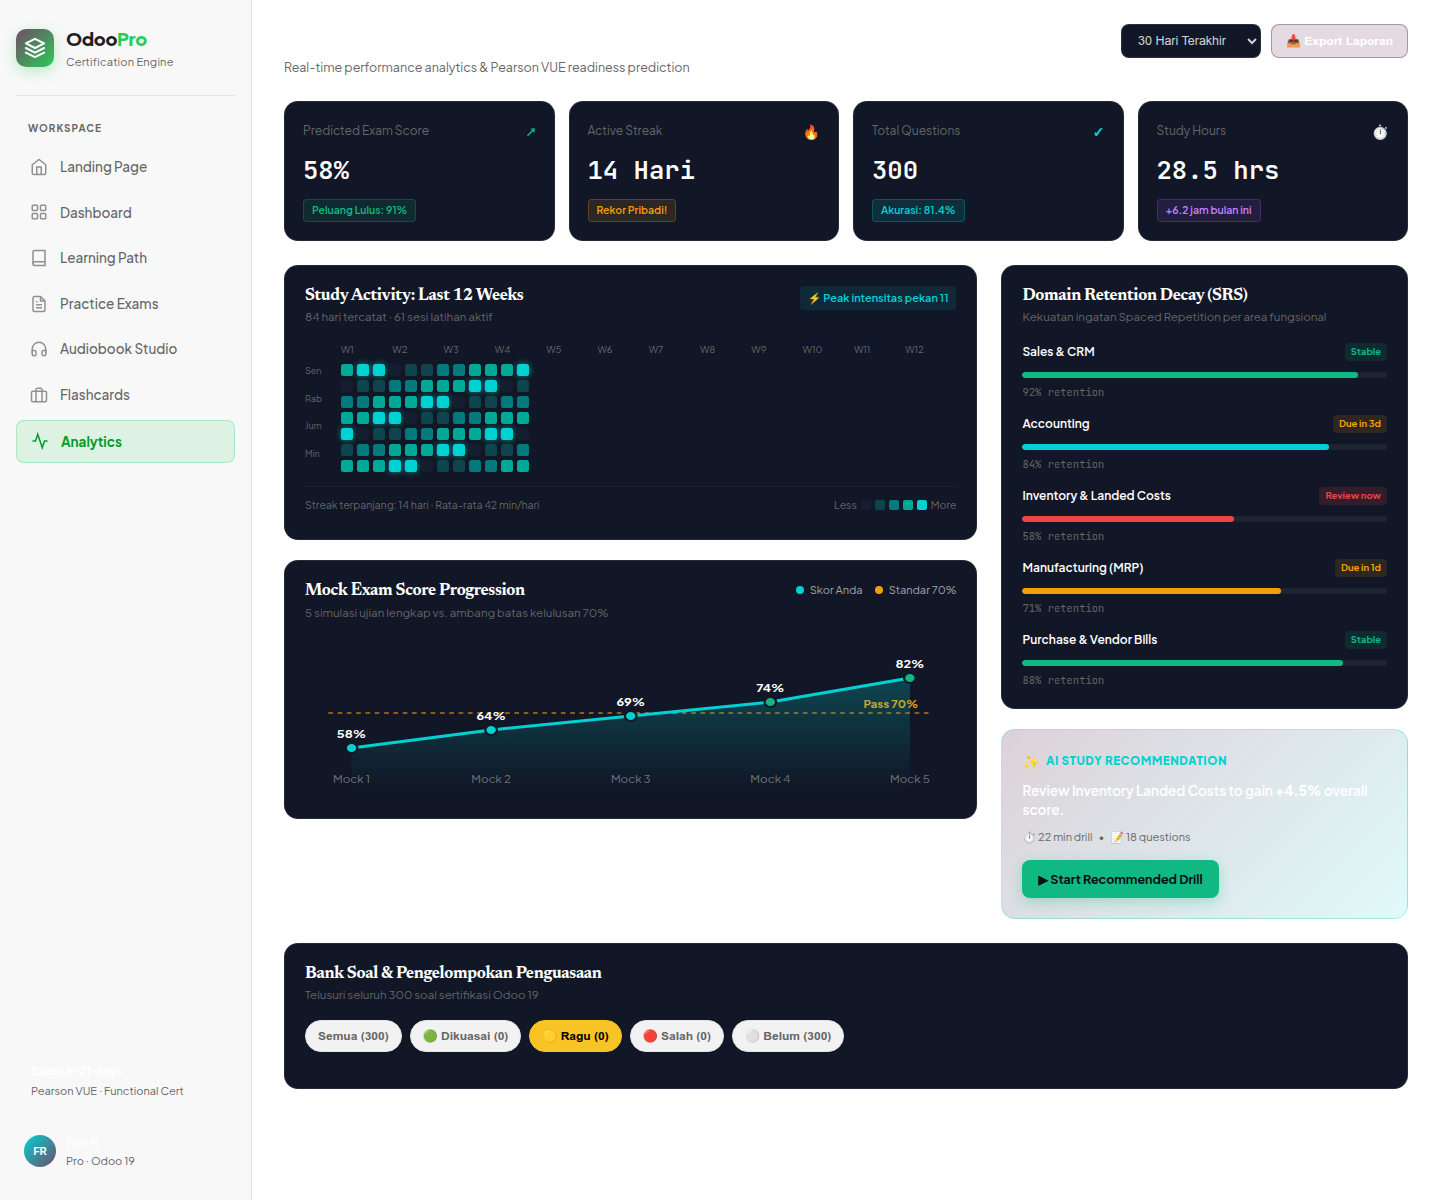 OdooPro
Certification Engine
WORKSPACE
Landing Page
Dashboard
Learning Path
Practice Exams
Audiobook Studio
Flashcards
Analytics
Exam in 21 days
Pearson VUE · Functional Cert
FR
Pro · Odoo 19
30 Hari Terakhir
📥 Export Laporan
Real-time performance analytics & Pearson VUE readiness prediction
Predicted Exam Score
58%
Peluang Lulus: 91%
Active Streak
14 Hari
Rekor Pribadi!
Total Questions
300
Akurasi: 81.4%
Study Hours
28.5 hrs
+6.2 jam bulan ini
Study Activity: Last 12 Weeks
84 hari tercatat · 61 sesi latihan aktif
⚡ Peak intensitas pekan 11
W1 W2 W3 W4 W5 W6 W7 W8 W9 W10 W11 W12
Sen
Rab
Jum
Min
Streak terpanjang: 14 hari · Rata-rata 42 min/hari
Less More
Mock Exam Score Progression
5 simulasi ujian lengkap vs. ambang batas kelulusan 70%
Skor Anda Standar 70%
58%
64%
69%
74%
82%
Pass 70%
Mock 1 Mock 2 Mock 3 Mock 4 Mock 5
Domain Retention Decay (SRS)
Kekuatan ingatan Spaced Repetition per area fungsional
Sales & CRM Stable
92% retention
Accounting Due in 3d
84% retention
Inventory & Landed Costs Review now
58% retention
Manufacturing (MRP) Due in 1d
71% retention
Purchase & Vendor Bills Stable
88% retention
✨ AI STUDY RECOMMENDATION
Review Inventory Landed Costs to gain +4.5% overall
score.
⏱️ 22 min drill • 📝 18 questions
▶ Start Recommended Drill
Bank Soal & Pengelompokan Penguasaan
Telusuri seluruh 300 soal sertifikasi Odoo 19
Semua (300)
🟢 Dikuasai (0)
🟡 Ragu (0)
🔴 Salah (0)
⚪ Belum (300)